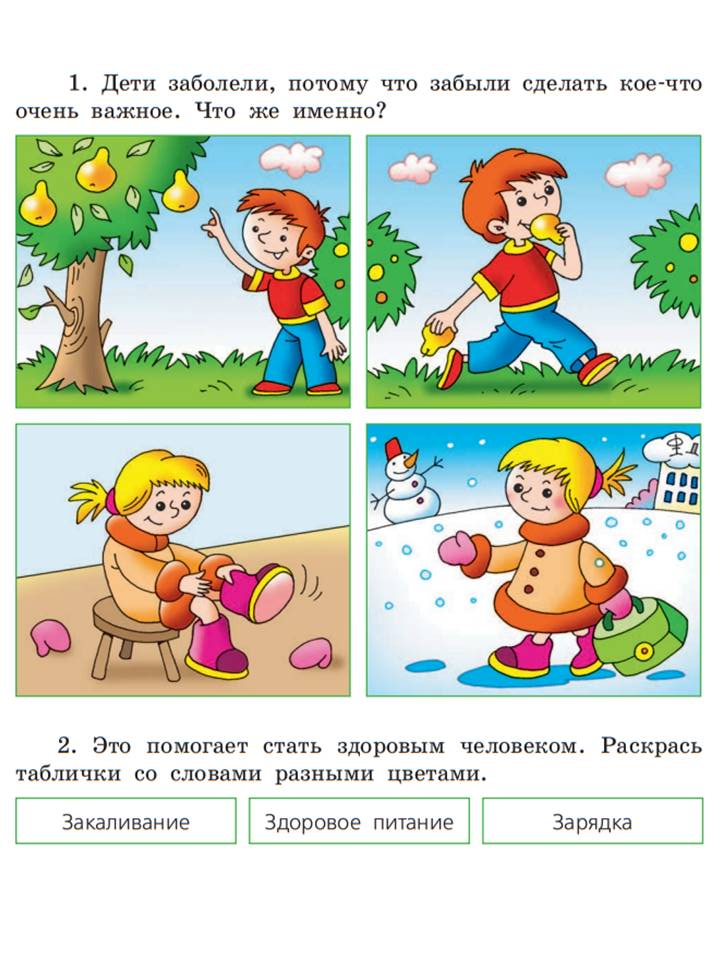 1. Дети заболели, потому что забыли сделать кое-что
очень важное. Что же именно?
2. Это помогает стать здоровым человеком. Раскрась
таблички со словами разными цветами.
Закаливание
Здоровое питание
Зарядка